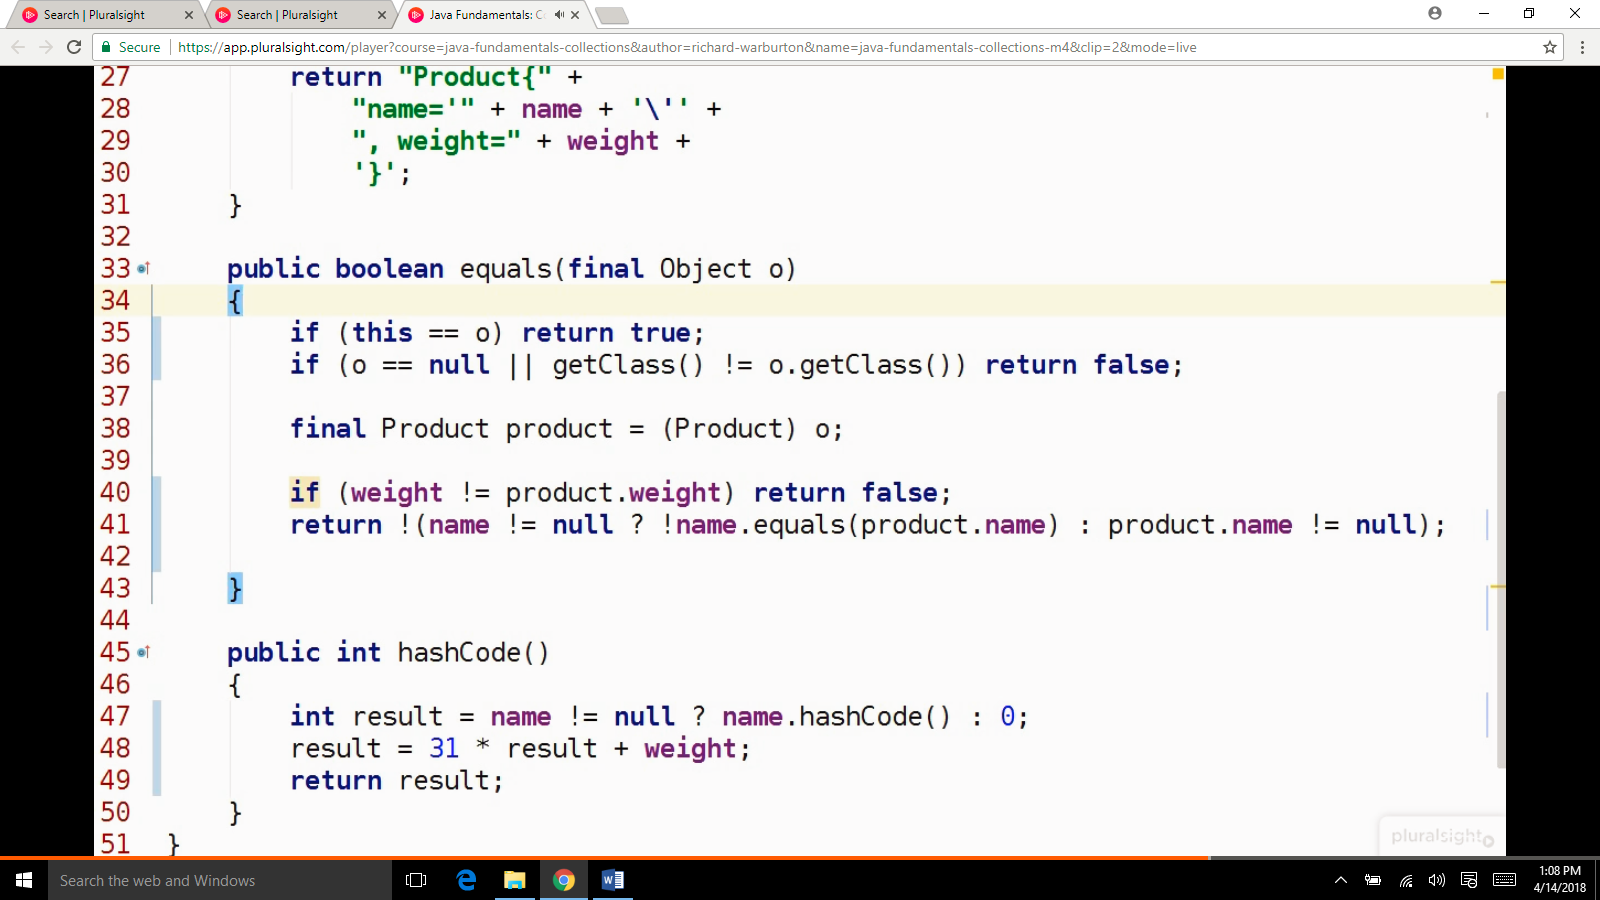 Search | Pluralsight
Search | Pluralsight
Java Fundamentals: C
Secure https://app.pluralsight.com/player?course=java-fundamentals-collections&author=richard-warburton&name=java-fundamentals-collections-m4&clip=2&mode=live
27 return "Product{" +
28 "name='" + name + '\'' +
29 ", weight=" + weight +
30 '}';
31 }
32
33 public boolean equals(final Object o)
34 {
35 if (this == o) return true;
36 if (o == null || getClass() != o.getClass()) return false;
37
38 final Product product = (Product) o;
39
40 if (weight != product.weight) return false;
41 return !(name != null ? !name.equals(product.name) : product.name != null);
42
43 }
44
45 public int hashCode()
46 {
47 int result = name != null ? name.hashCode() : 0;
48 result = 31 * result + weight;
49 return result;
50 }
51 }
pluralsight
Search the web and Windows
1:08 PM
4/14/2018